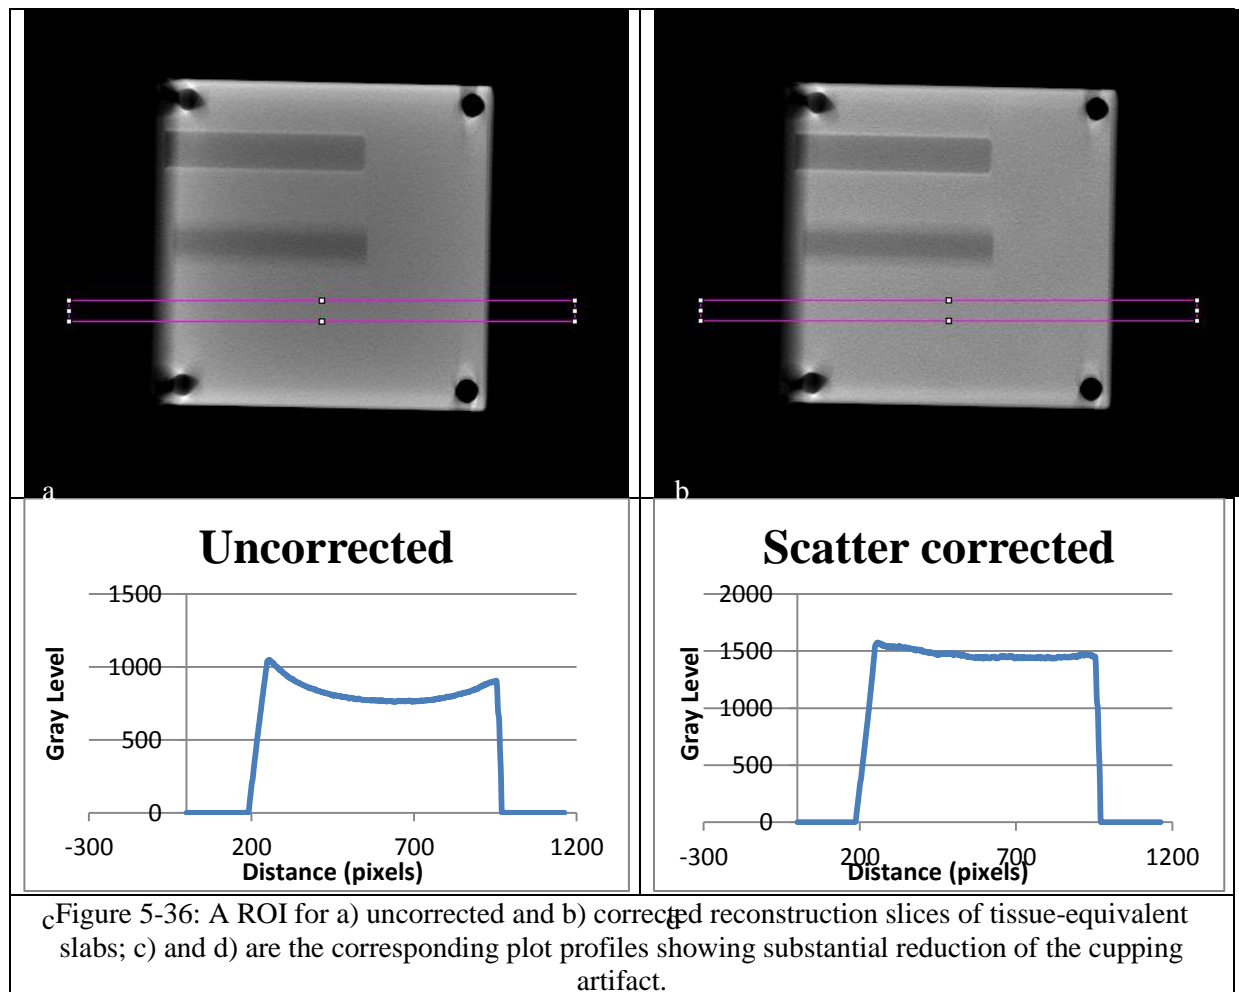 a
b
Uncorrected
1500
1000
500
0
-300
200
700
1200
Gray Level
Distance (pixels)
Scatter corrected
2000
1500
1000
500
0
-300
200
700
1200
Gray Level
Distance (pixels)
c
d
Figure 5-36: A ROI for a) uncorrected and b) corrected reconstruction slices of tissue-equivalent
slabs; c) and d) are the corresponding plot profiles showing substantial reduction of the cupping
artifact.